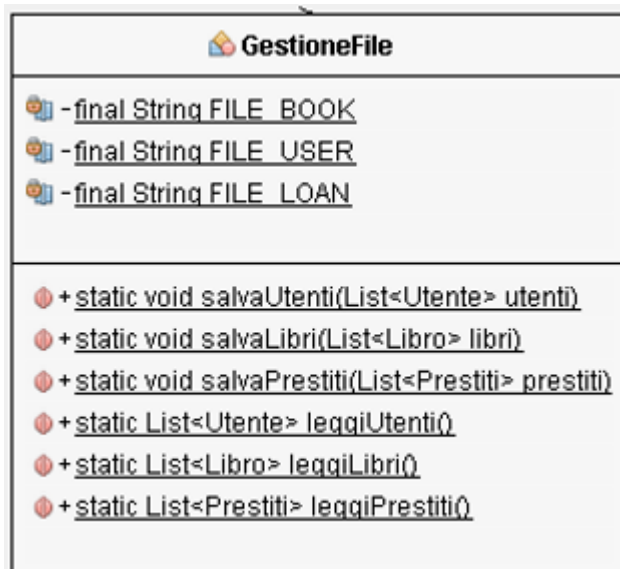 GestioneFile
-final String FILE_BOOK
-final String FILE_USER
-final String FILE_LOAN
+static void salvaUtenti(List<Utente> utenti)
+static void salvaLibri(List<Libro> libri)
+static void salvaPrestiti(List<Prestiti> prestiti)
+static List<Utente> leggiUtenti()
+static List<Libro> leggiLibri()
+static List<Prestiti> leggiPrestiti()